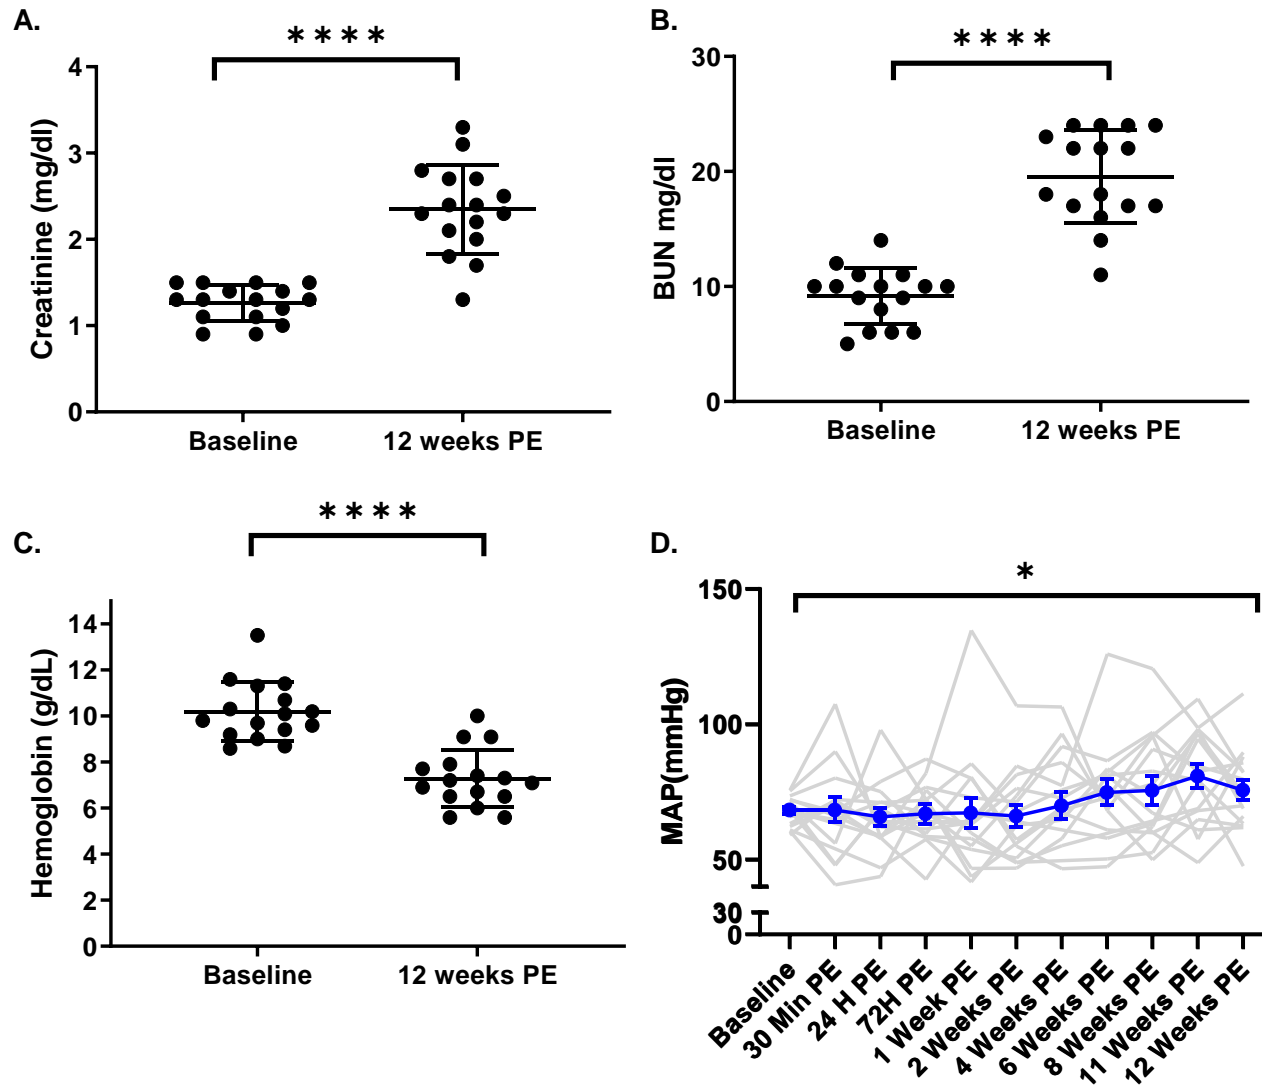 A.
* * * *
Creatinine (mg/dl)
4
3
2
1
0
Baseline
12 weeks PE
B.
* * * *
BUN mg/dl
30
20
10
0
Baseline
12 weeks PE
C.
* * * *
Hemoglobin (g/dL)
14
12
10
8
6
4
2
0
Baseline
12 weeks PE
D.
*
MAP(mmHg)
150
100
50
30
0
Baseline
30 Min PE
24 H PE
72H PE
1 Week PE
2 Weeks PE
4 Weeks PE
6 Weeks PE
8 Weeks PE
11 Weeks PE
12 Weeks PE